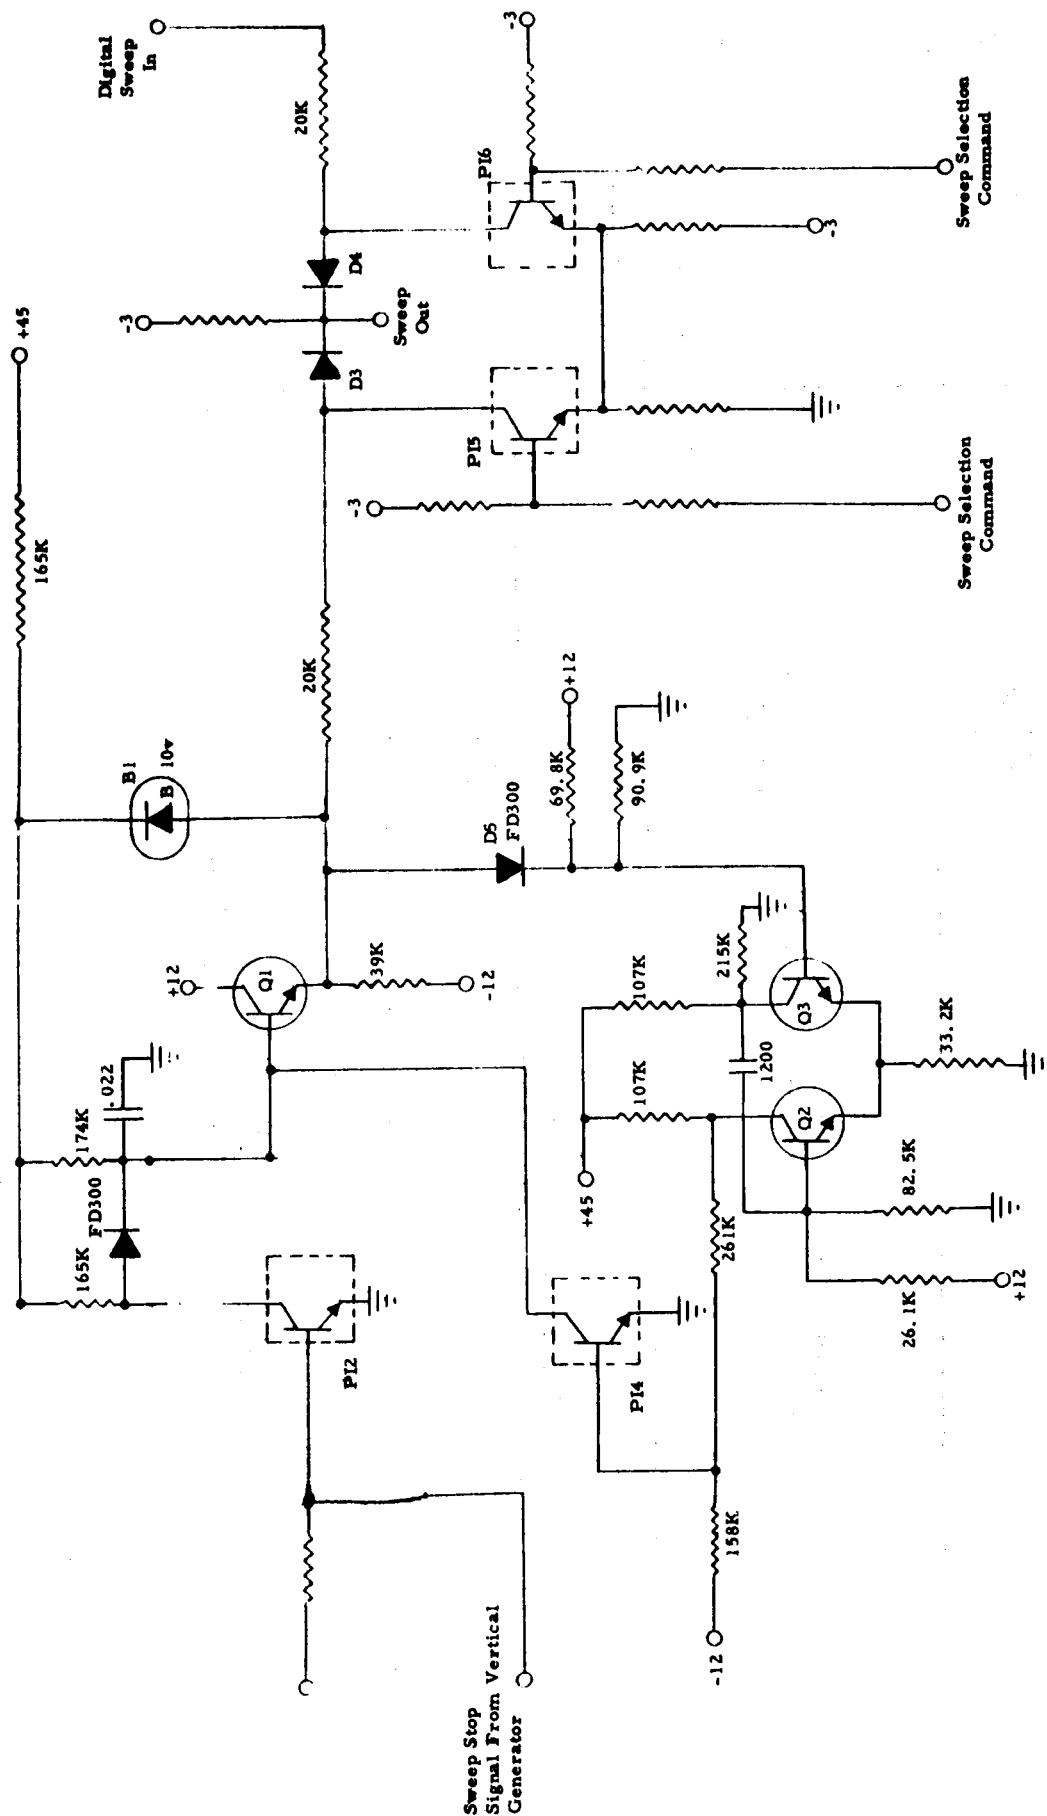 Digital
Sweep
In
20K
-3
PI6
Sweep Selection
Command
-3
D4
-3
Sweep
Out
D3
+45
PI5
-3
Sweep Selection
Command
165K
20K
B1
B
10v
D5
FD300
69.8K
+12
90.9K
+12
Q1
39K
-12
.022
174K
FD300
165K
215K
107K
107K
1200
Q3
33.2K
Q2
+45
82.5K
261K
26.1K
+12
PI2
PI4
158K
-12
Sweep Stop
Signal From Vertical
Generator